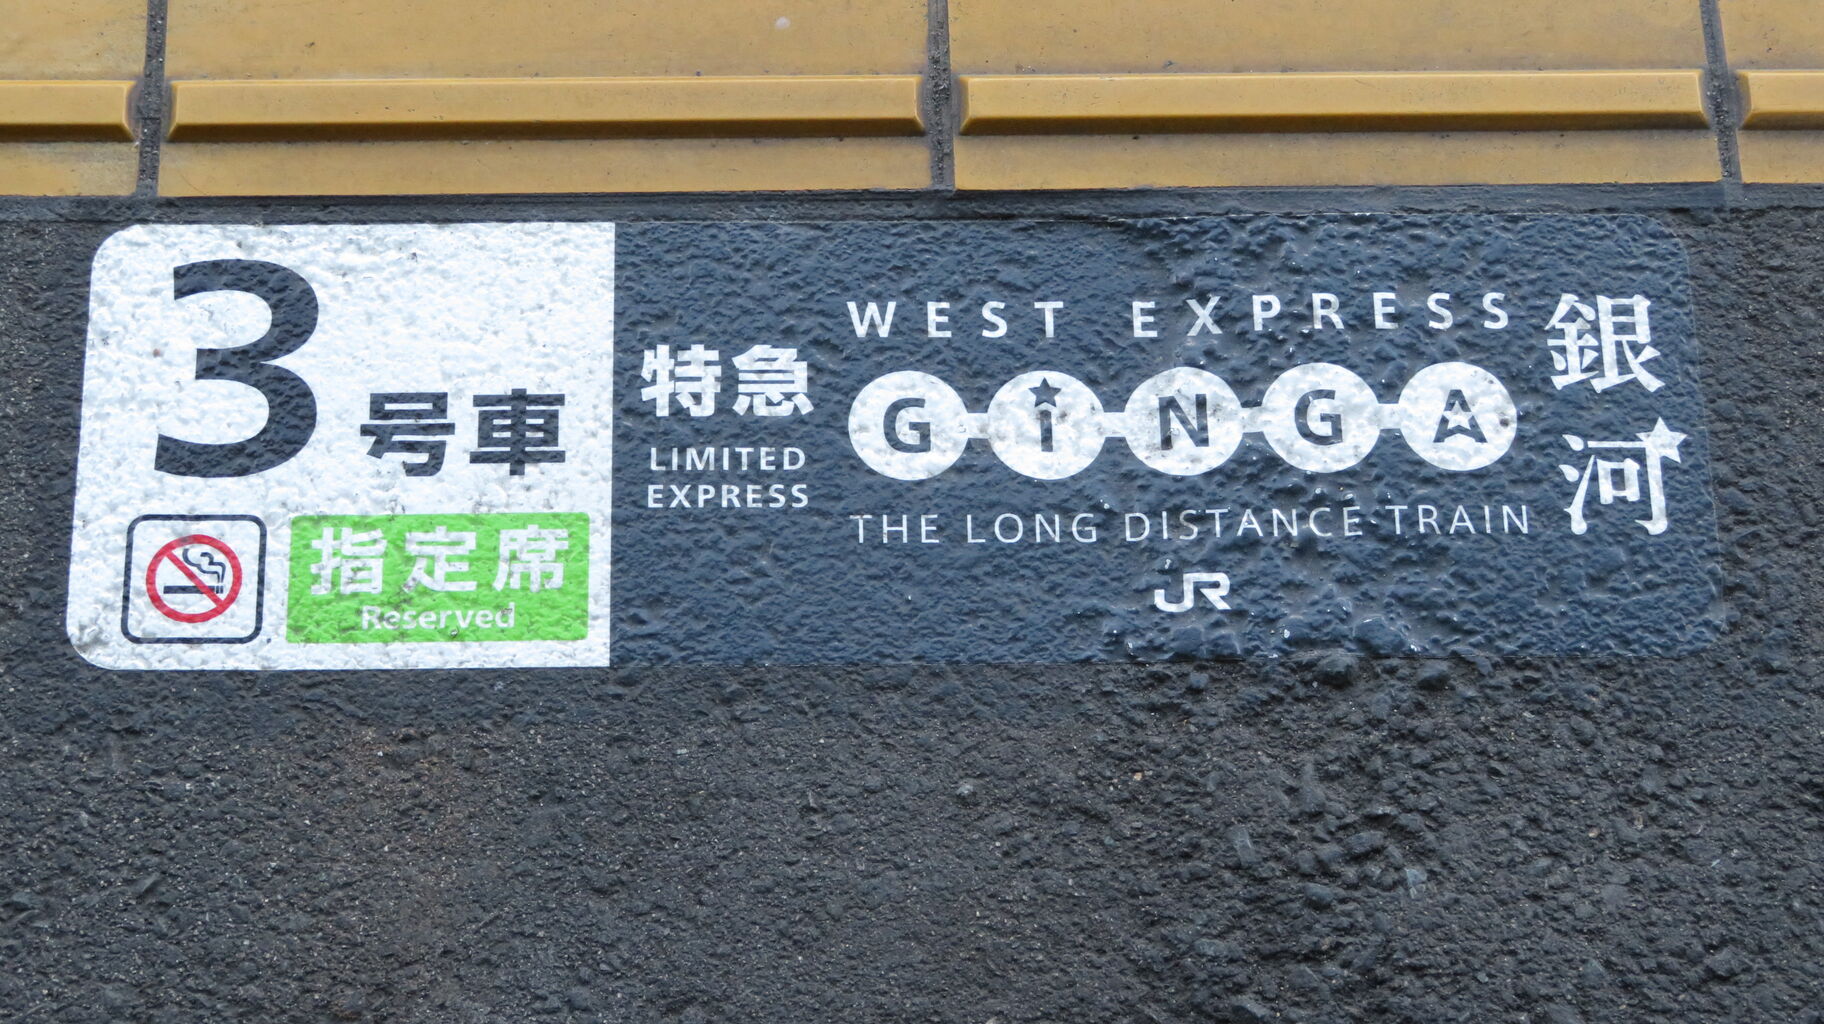 3号車
指定席
Reserved
特急
LIMITED
EXPRESS
WEST EXPRESS
GiNGA
THE LONG DISTANCE TRAIN
銀河
JR